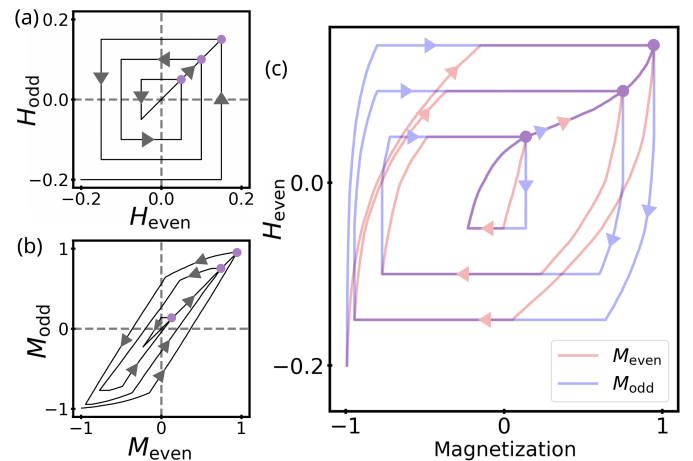 (a)
0.2
0.0
−0.2
H_odd
−0.2
0.0
0.2
H_even
(b)
1
0
−1
M_odd
−1
0
1
M_even
(c)
0.0
−0.2
H_even
M_even
M_odd
−1
0
1
Magnetization